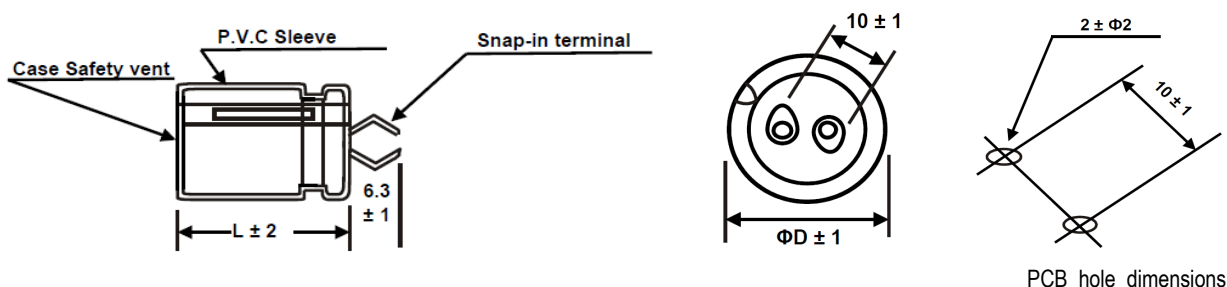 P.V.C Sleeve
Snap-in terminal
Case Safety vent
6.3
± 1
L ± 2
10 ± 1
ΦD ± 1
2 ± Φ2
10 ± 1
PCB hole dimensions